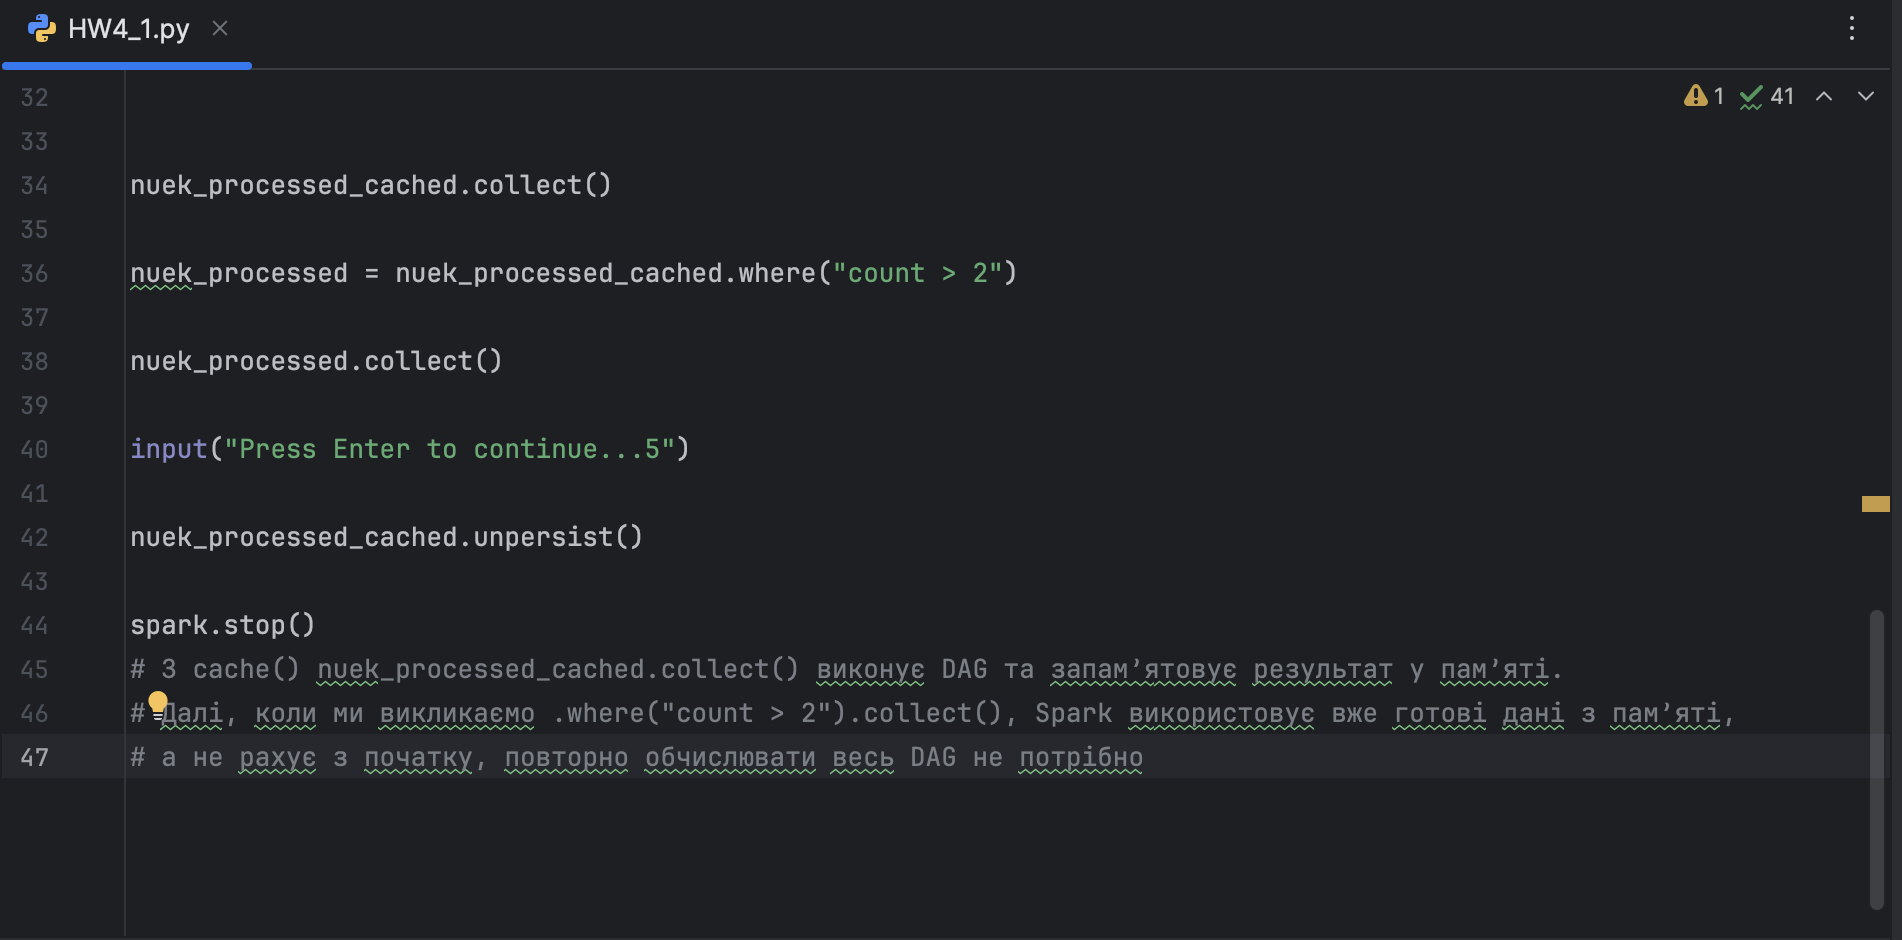 HW4_1.py
1 41
32
33
34 nuek_processed_cached.collect()
35
36 nuek_processed = nuek_processed_cached.where("count > 2")
37
38 nuek_processed.collect()
39
40 input("Press Enter to continue...5")
41
42 nuek_processed_cached.unpersist()
43
44 spark.stop()
45 # З cache() nuek_processed_cached.collect() виконує DAG та запам’ятовує результат у пам’яті.
46 # Далі, коли ми викликаємо .where("count > 2").collect(), Spark використовує вже готові дані з пам’яті,
47 # а не рахує з початку, повторно обчислювати весь DAG не потрібно